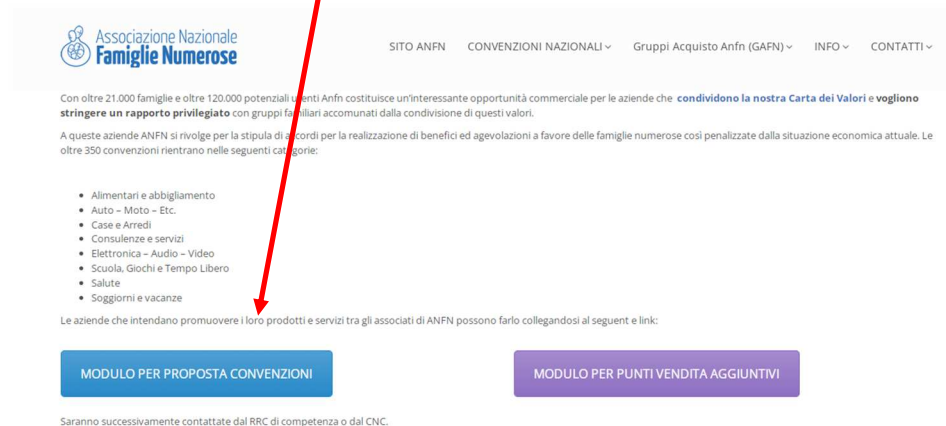 Associazione Nazionale
Famiglie Numerose
SITO ANFN CONVENZIONI NAZIONALI Gruppi Acquisto Anfn (GAFN) INFO CONTATTI
Con oltre 21.000 famiglie e oltre 120.000 potenziali utenti Anfn costituisce un'interessante opportunità commerciale per le aziende che condividono la nostra Carta dei Valori e vogliono
stringere un rapporto privilegiato con gruppi familiari accomunati dalla condivisione di questi valori.
A queste aziende ANFN si rivolge per la stipula di accordi per la realizzazione di benefici ed agevolazioni a favore delle famiglie numerose così penalizzate dalla situazione economica attuale. Le
oltre 350 convenzioni rientrano nelle seguenti categorie:
• Alimentari e abbigliamento
• Auto – Moto – Etc.
• Case e Arredi
• Consulenze e servizi
• Elettronica – Audio – Video
• Scuola, Giochi e Tempo Libero
• Salute
• Soggiorni e vacanze
Le aziende che intendano promuovere i loro prodotti e servizi tra gli associati di ANFN possono farlo collegandosi al seguent e link:
MODULO PER PROPOSTA CONVENZIONI MODULO PER PUNTI VENDITA AGGIUNTIVI
Saranno successivamente contattate dal RRC di competenza o dal CNC.